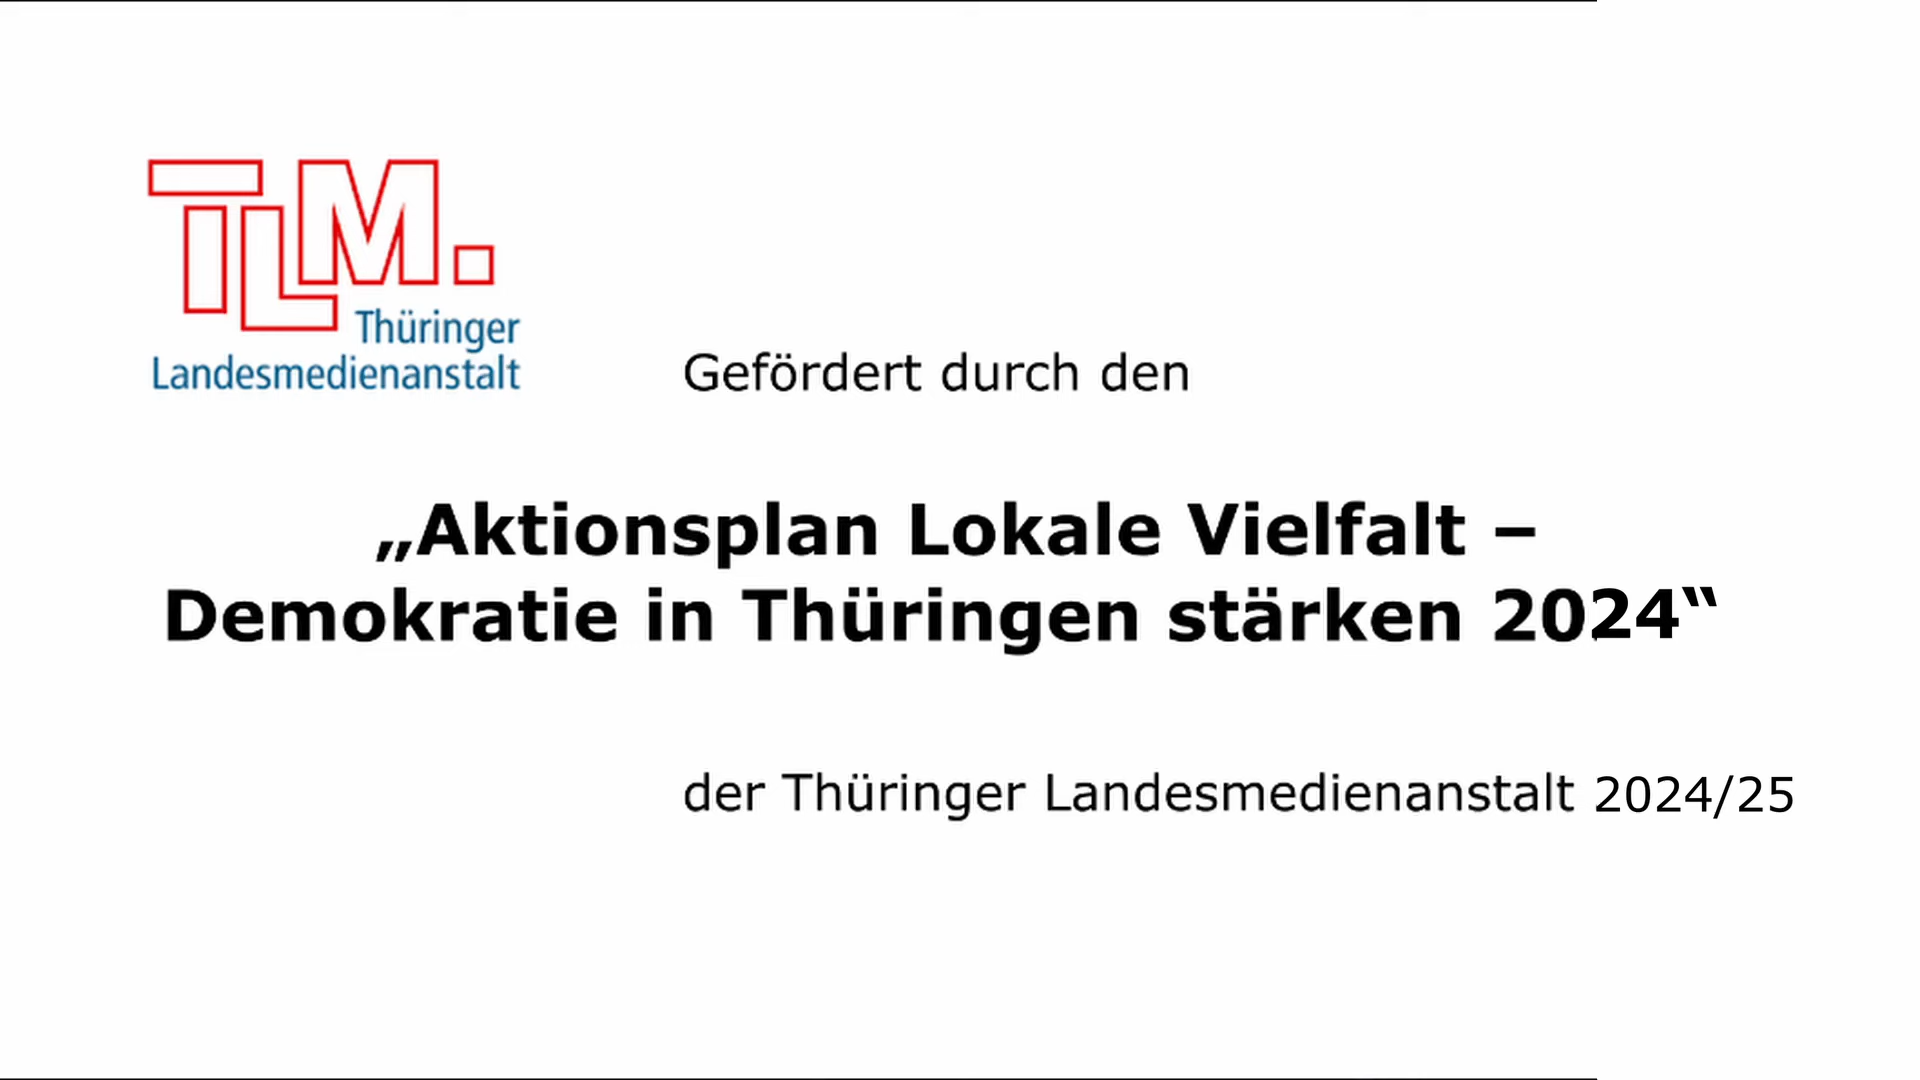 TLM.
Thüringer
Landesmedienanstalt
Gefördert durch den
„Aktionsplan Lokale Vielfalt –
Demokratie in Thüringen stärken 2024“
der Thüringer Landesmedienanstalt 2024/25